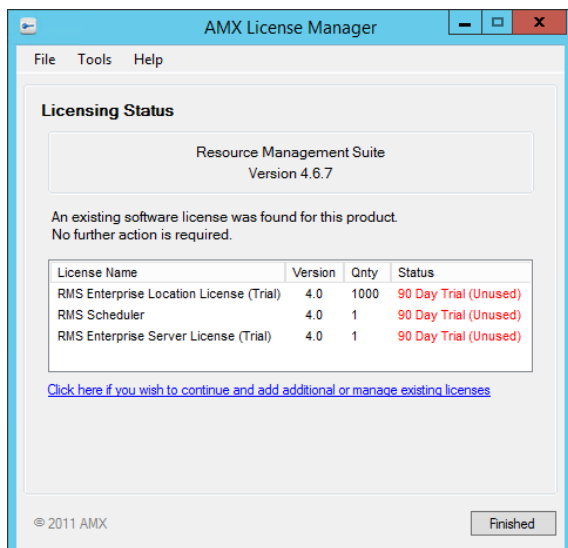 AMX License Manager
File Tools Help
Licensing Status
Resource Management Suite
Version 4.6.7
An existing software license was found for this product.
No further action is required.
License Name Version Qnty Status
RMS Enterprise Location License (Trial) 4.0 1000 90 Day Trial (Unused)
RMS Scheduler 4.0 1 90 Day Trial (Unused)
RMS Enterprise Server License (Trial) 4.0 1 90 Day Trial (Unused)
Click here if you wish to continue and add additional or manage existing licenses
© 2011 AMX Finished